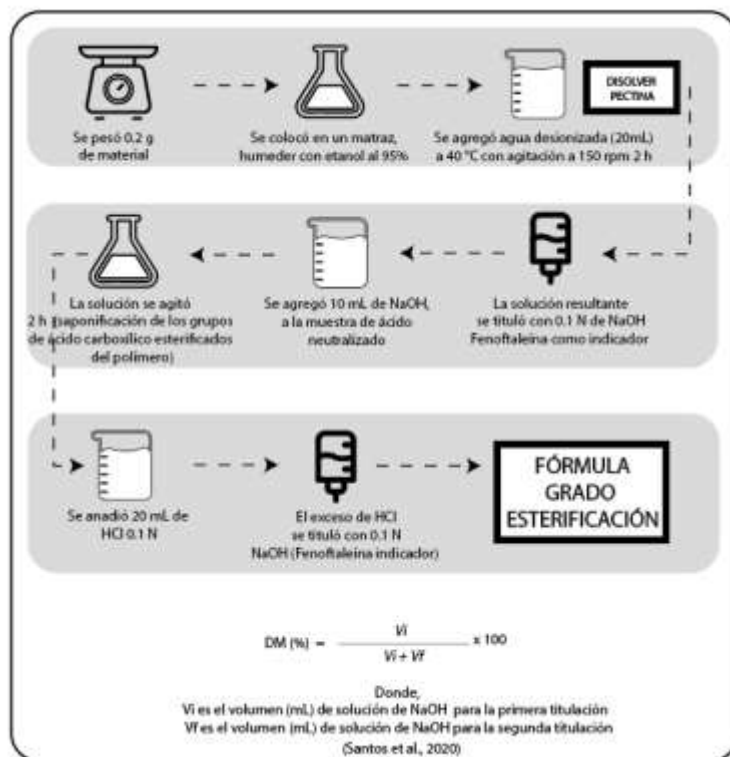 Se pesó 0.2 g
de material
Se colocó en un matraz,
humeder con etanol al 95%
Se agregó agua desionizada (20mL)
a 40 °C con agitación a 150 rpm 2 h
DISOLVER
PECTINA
La solución resultante
se tituló con 0.1 N de NaOH
Fenoftaleína como indicador
Se agregó 10 mL de NaOH,
a la muestra de ácido
neutralizado
La solución se agitó
2 h (saponificación de los grupos
de ácido carboxílico esterificados
del polímero)
Se anadió 20 mL de
HCl 0.1 N
El exceso de HCl
se tituló con 0.1 N
NaOH (Fenoftaleína indicador)
FÓRMULA
GRADO
ESTERIFICACIÓN
DM (%) = Vi / Vi + Vf x 100
Donde,
Vi es el volumen (mL) de solución de NaOH para la primera titulación
Vf es el volumen (mL) de solución de NaOH para la segunda titulación
(Santos et al., 2020)